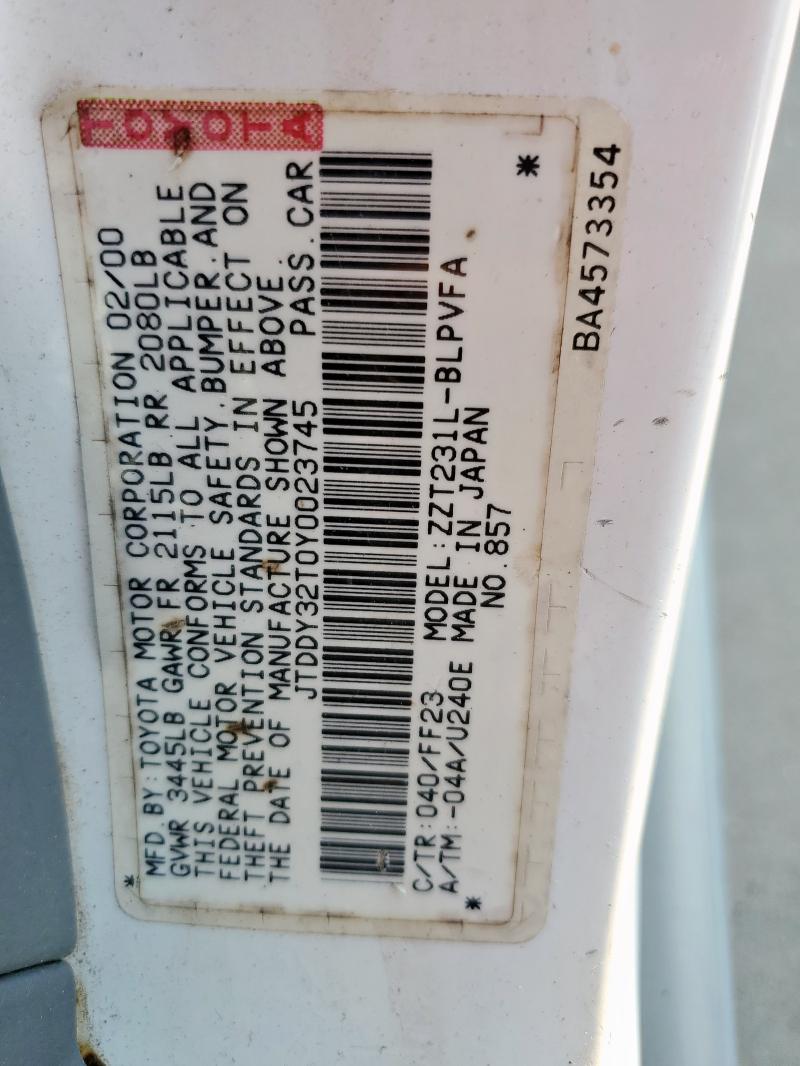 TOYOTA
MFD.BY:TOYOTA MOTOR CORPORATION 02/00
GVWR 3445LB GAWR FR 2115LB RR 2080LB
THIS VEHICLE CONFORMS TO ALL APPLICABLE
FEDERAL MOTOR VEHICLE SAFETY,BUMPER,AND
THEFT PREVENTION STANDARDS IN EFFECT ON
THE DATE OF MANUFACTURE SHOWN ABOVE.
JTDDY32T0Y0023745 PASS.CAR
C/TR:040/FF23 MODEL:ZZT231L-BLPVFA
A/TM:-04A/U240E MADE IN JAPAN
NO.857
BA4573354